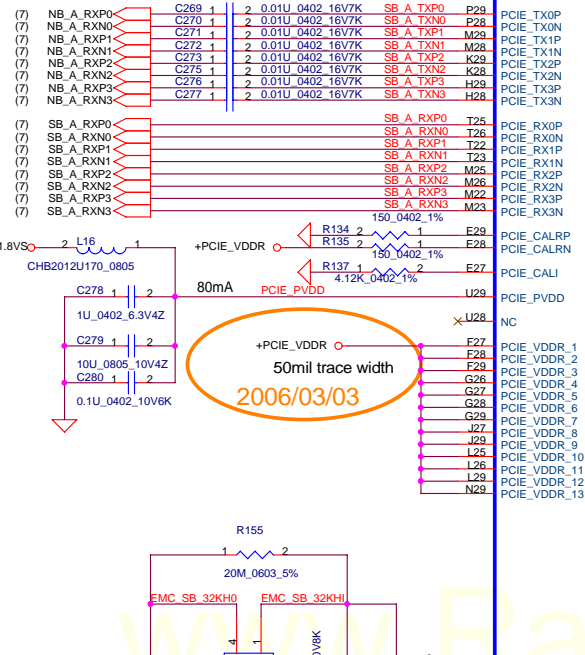 (7) NB_A_RXP0 C269 1 2 0.01U_0402_16V7K SB_A_TXP0 P29 PCIE_TX0P
(7) NB_A_RXN0 C270 1 2 0.01U_0402_16V7K SB_A_TXN0 P28 PCIE_TX0N
(7) NB_A_RXP1 C271 1 2 0.01U_0402_16V7K SB_A_TXP1 M29 PCIE_TX1P
(7) NB_A_RXN1 C272 1 2 0.01U_0402_16V7K SB_A_TXN1 M28 PCIE_TX1N
(7) NB_A_RXP2 C273 1 2 0.01U_0402_16V7K SB_A_TXP2 K29 PCIE_TX2P
(7) NB_A_RXN2 C275 1 2 0.01U_0402_16V7K SB_A_TXN2 K28 PCIE_TX2N
(7) NB_A_RXP3 C276 1 2 0.01U_0402_16V7K SB_A_TXP3 H29 PCIE_TX3P
(7) NB_A_RXN3 C277 1 2 0.01U_0402_16V7K SB_A_TXN3 H28 PCIE_TX3N
(7) SB_A_RXP0 SB_A_RXP0 T25 PCIE_RX0P
(7) SB_A_RXN0 SB_A_RXN0 T26 PCIE_RX0N
(7) SB_A_RXP1 SB_A_RXP1 T22 PCIE_RX1P
(7) SB_A_RXN1 SB_A_RXN1 T23 PCIE_RX1N
(7) SB_A_RXP2 SB_A_RXP2 M25 PCIE_RX2P
(7) SB_A_RXN2 SB_A_RXN2 M26 PCIE_RX2N
(7) SB_A_RXP3 SB_A_RXP3 M22 PCIE_RX3P
(7) SB_A_RXN3 SB_A_RXN3 M23 PCIE_RX3N
150_0402_1%
R134 2 1 E29 PCIE_CALRP
1.8VS 2 L16 1 +PCIE_VDDR R135 2 1 E28 PCIE_CALRN
150_0402_1%
CHB2012U170_0805 R137 1 2 E27 PCIE_CALI
4.12K_0402_1%
C278 1 2 80mA PCIE_PVDD U29 PCIE_PVDD
1U_0402_6.3V4Z
U28 NC
C279 1 2 +PCIE_VDDR F27 PCIE_VDDR_1
F28 PCIE_VDDR_2
10U_0805_10V4Z 50mil trace width F29 PCIE_VDDR_3
C280 1 2 G26 PCIE_VDDR_4
G27 PCIE_VDDR_5
0.1U_0402_10V6K 2006/03/03 G28 PCIE_VDDR_6
G29 PCIE_VDDR_7
J27 PCIE_VDDR_8
J29 PCIE_VDDR_9
L25 PCIE_VDDR_10
L26 PCIE_VDDR_11
L29 PCIE_VDDR_12
N29 PCIE_VDDR_13
R155
1 2
20M_0603_5%
EMC_SB_32KH0 EMC_SB_32KHI
4 1 0V8K
www.Ra